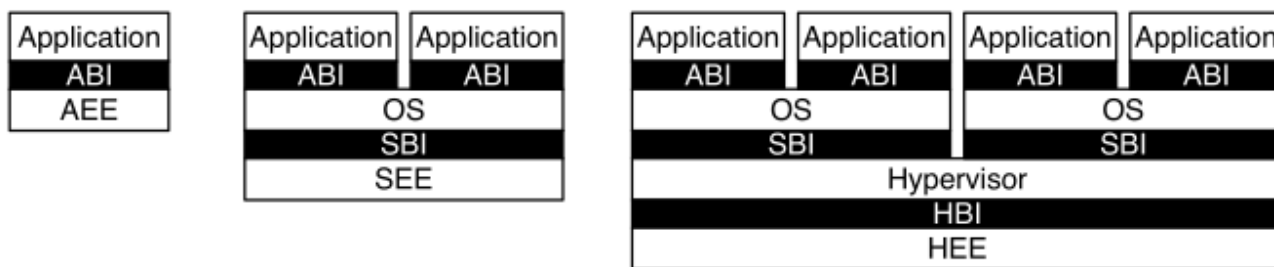 Application
ABI
AEE
Application Application
ABI ABI
OS
SBI
SEE
Application Application Application Application
ABI ABI ABI ABI
OS OS
SBI SBI
Hypervisor
HBI
HEE